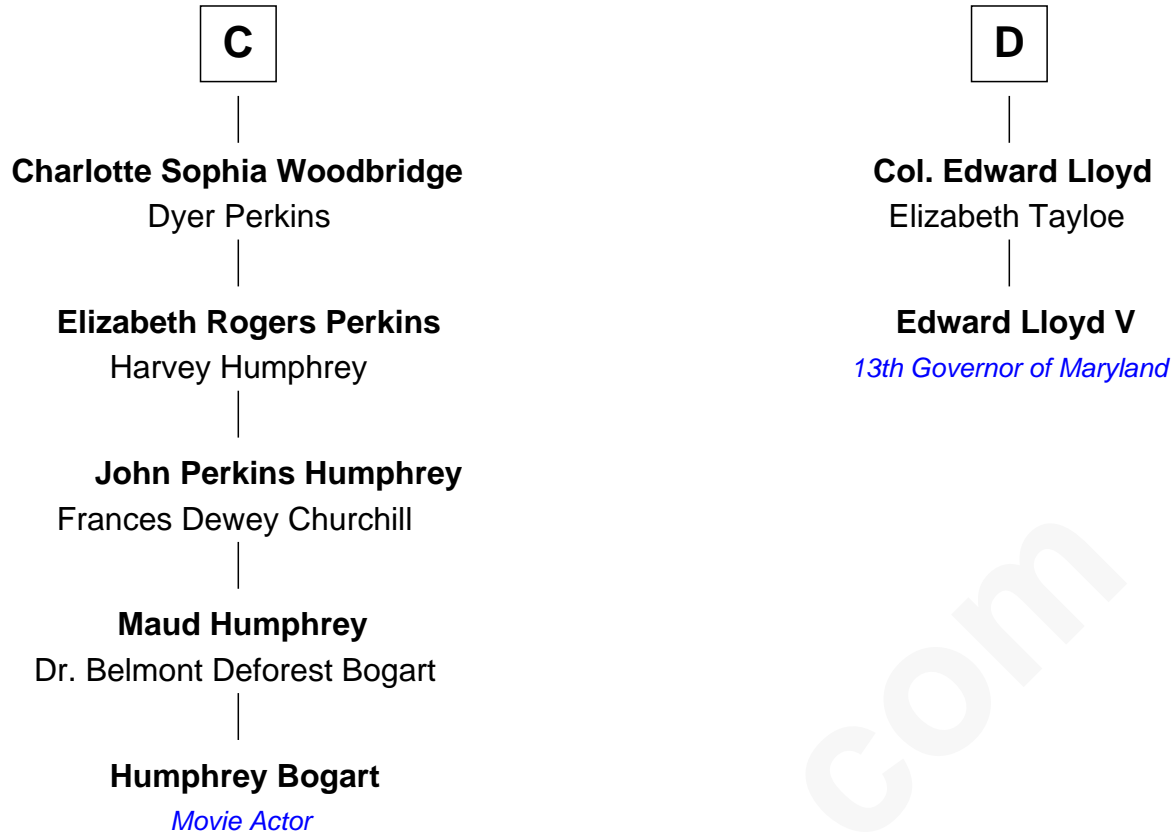 C
Charlotte Sophia Woodbridge
Dyer Perkins
Elizabeth Rogers Perkins
Harvey Humphrey
John Perkins Humphrey
Frances Dewey Churchill
Maud Humphrey
Dr. Belmont Deforest Bogart
Humphrey Bogart
Movie Actor
D
Col. Edward Lloyd
Elizabeth Tayloe
Edward Lloyd V
13th Governor of Maryland
com